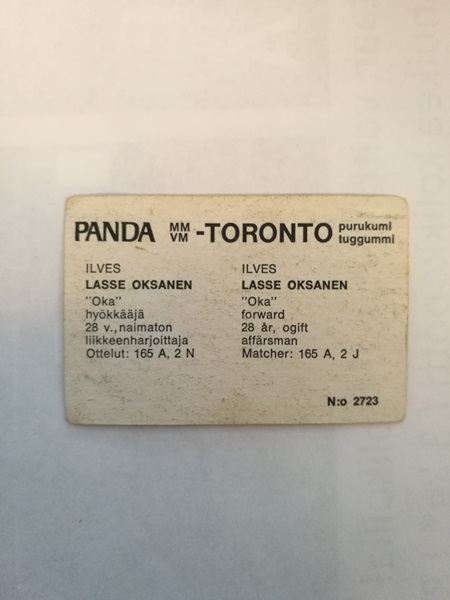 PANDA MM VM -TORONTO purukumi tuggummi
ILVES
LASSE OKSANEN
"Oka"
hyökkääjä
28 v., naimaton
liikkeenharjoittaja
Ottelut: 165 A, 2 N
ILVES
LASSE OKSANEN
"Oka"
forward
28 år, ogift
affärsman
Matcher: 165 A, 2 J
N:o 2723